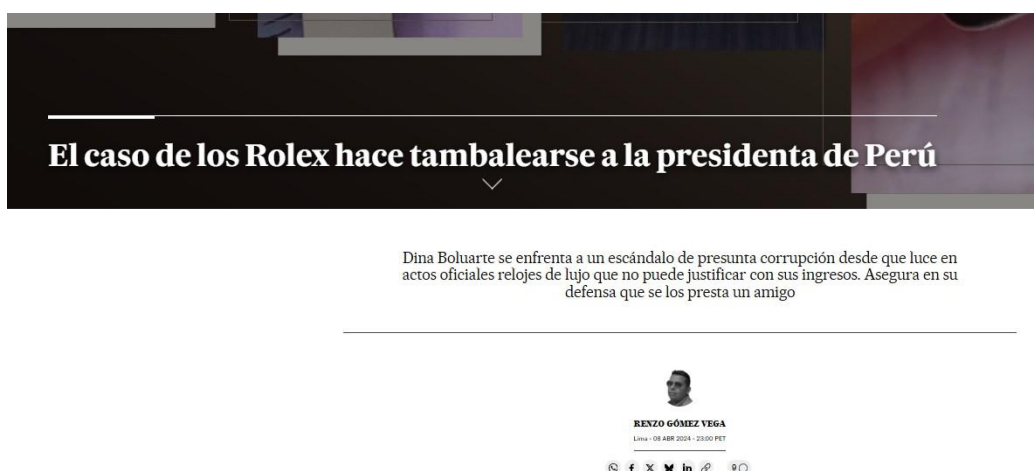 El caso de los Rolex hace tambalearse a la presidenta de Perú
Dina Boluarte se enfrenta a un escándalo de presunta corrupción desde que luce en
actos oficiales relojes de lujo que no puede justificar con sus ingresos. Asegura en su
defensa que se los presta un amigo
RENZO GÓMEZ VEGA
Lima - 08 ABR 2024 - 23:00 PET